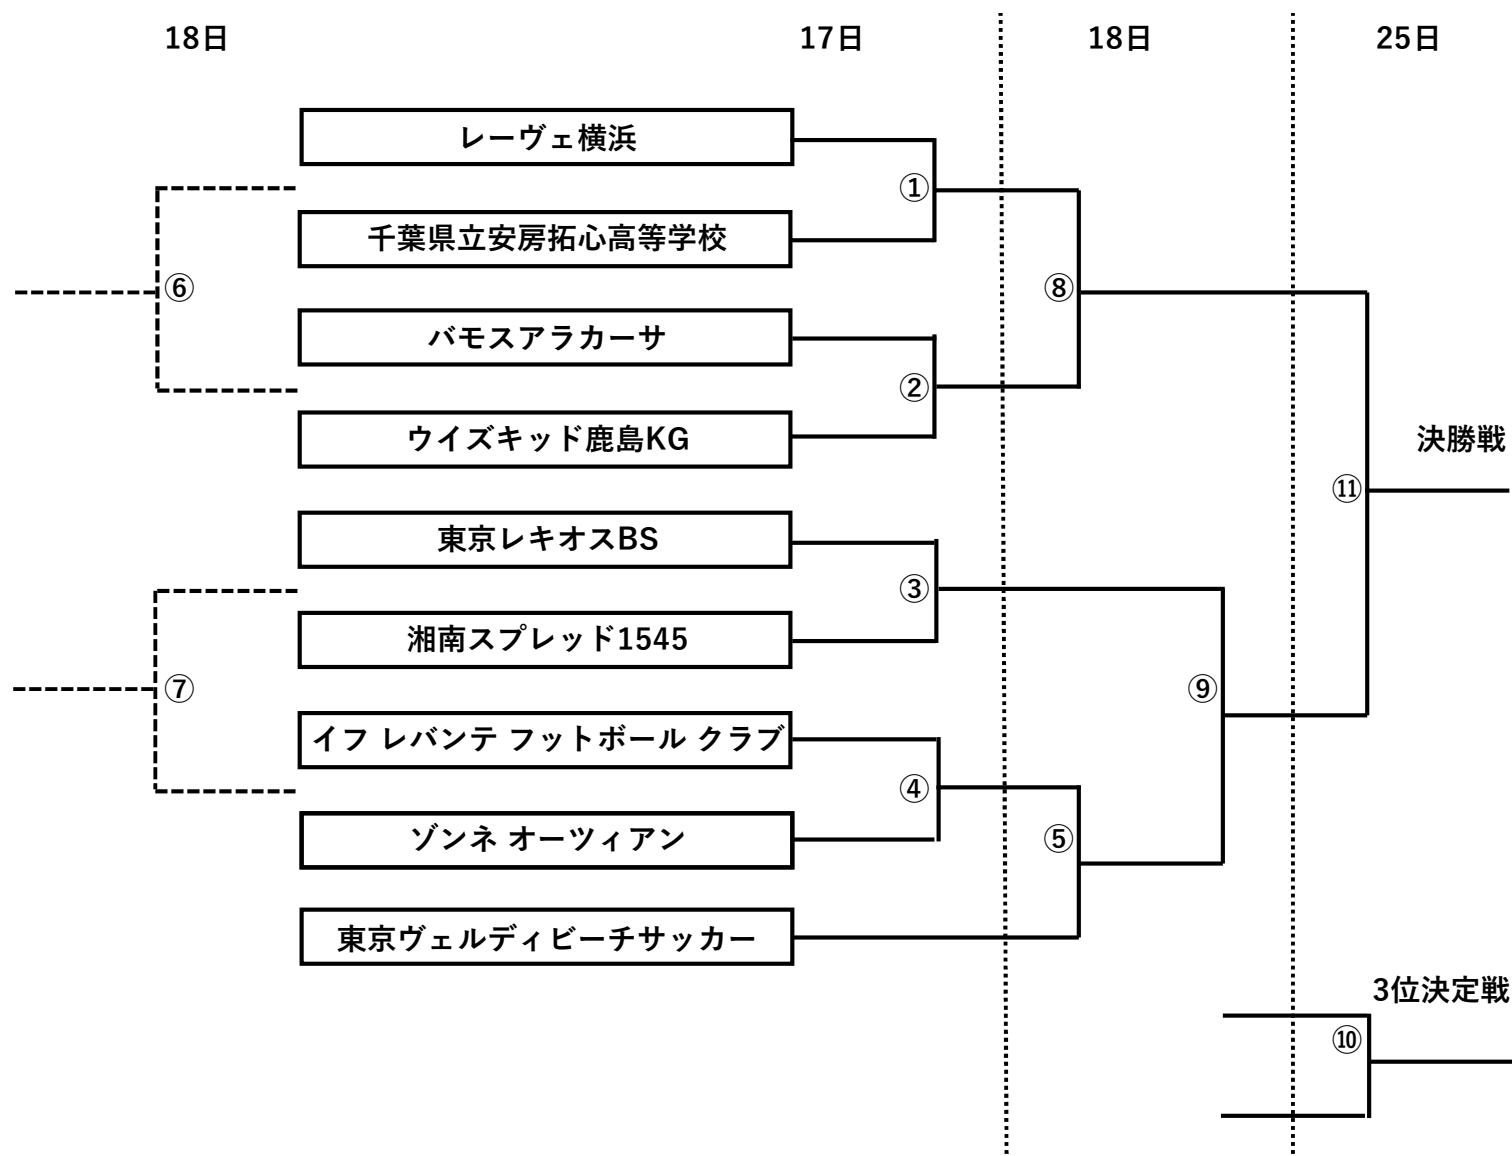 18日
17日
18日
25日
レーヴェ横浜
①
千葉県立安房拓心高等学校
⑥
⑧
バモスアラカーサ
②
ウイズキッド鹿島KG
決勝戦
⑪
東京レキオスBS
③
湘南スプレッド1545
⑦
⑨
イフ レバンテ フットボール クラブ
④
ゾンネ オーツィアン
⑤
東京ヴェルディビーチサッカー
3位決定戦
⑩